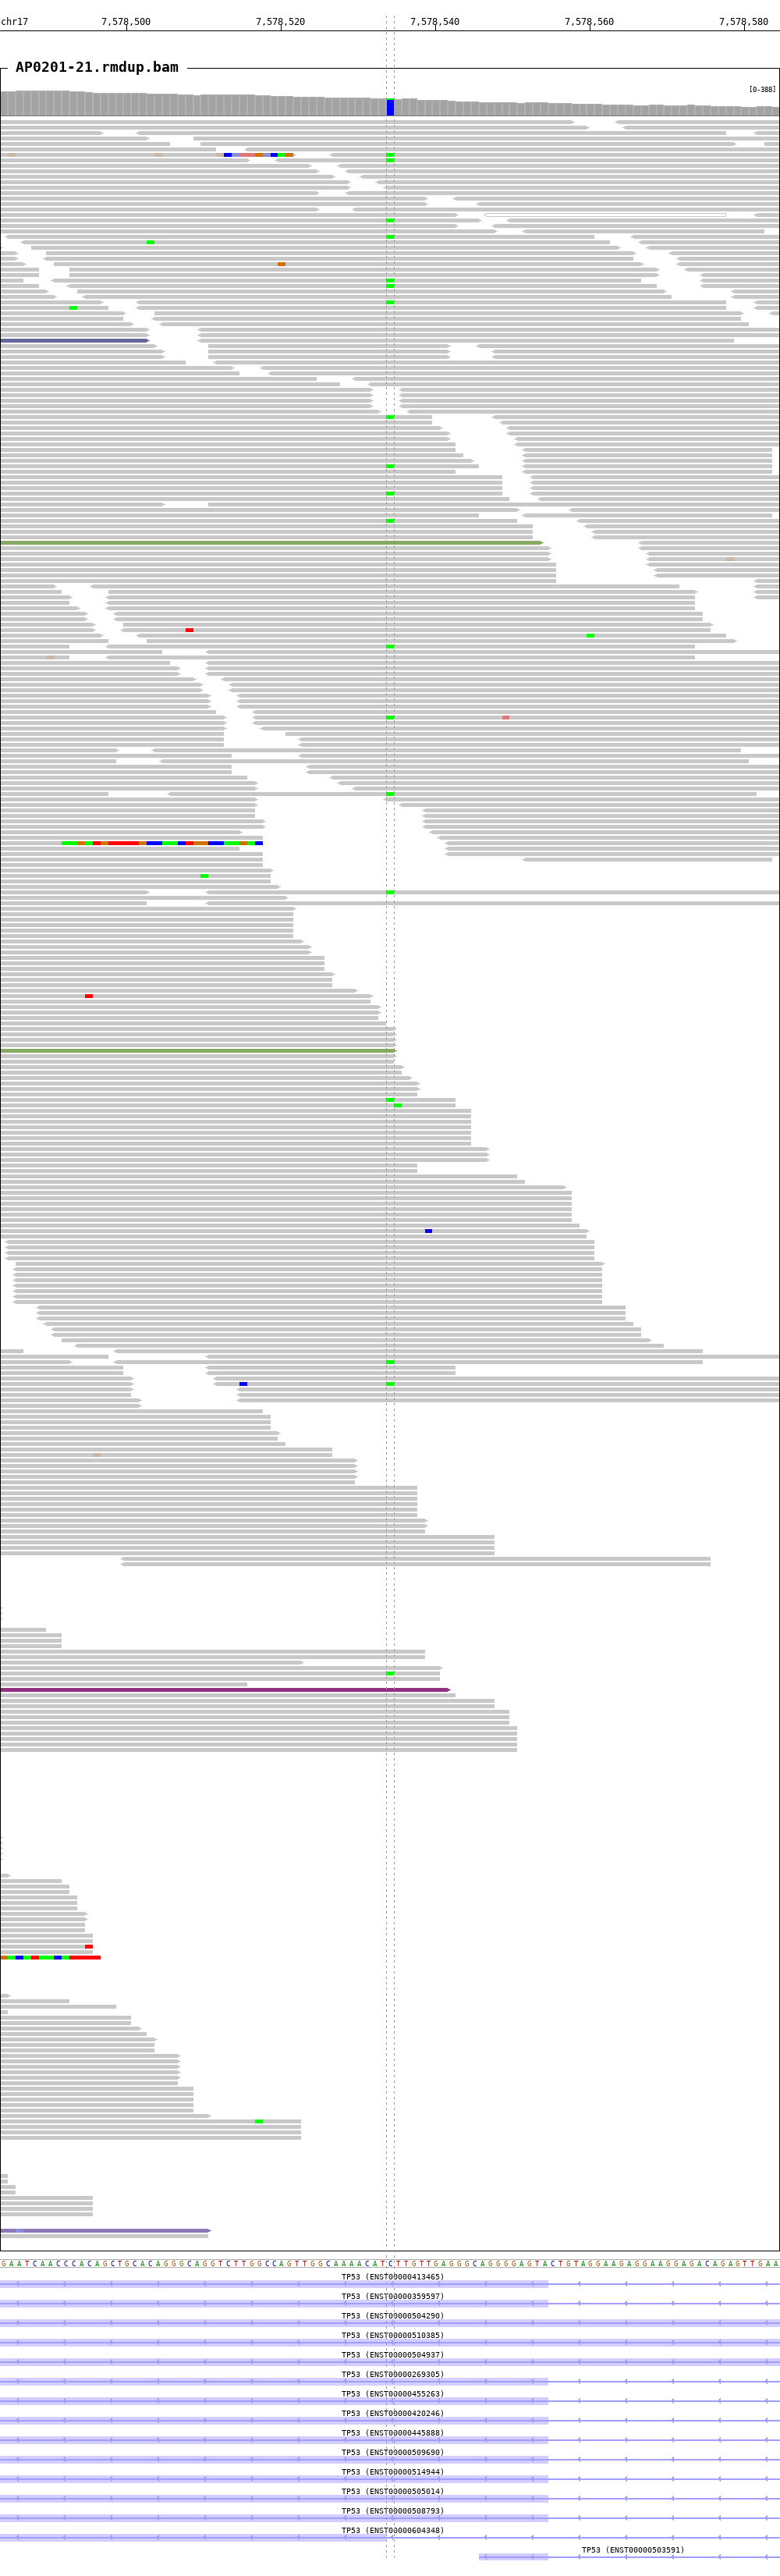 chr17 7,578,500 7,578,520 7,578,540 7,578,560 7,578,580
AP0201-21.rmdup.bam
[0-388]
GAATCAACCCACAGCTGCACAGGGCAGGTCTTGGCCAGTTGGCAAAACATCTTGTTGAGGGCAGGGGAGTACTGTAGGAAGAGGAAGGAGACAGAGTTGAA
TP53 (ENST00000413465)
TP53 (ENST00000359597)
TP53 (ENST00000504290)
TP53 (ENST00000510385)
TP53 (ENST00000504937)
TP53 (ENST00000269305)
TP53 (ENST00000455263)
TP53 (ENST00000420246)
TP53 (ENST00000445888)
TP53 (ENST00000509690)
TP53 (ENST00000514944)
TP53 (ENST00000505014)
TP53 (ENST00000508793)
TP53 (ENST00000604348)
TP53 (ENST00000503591)